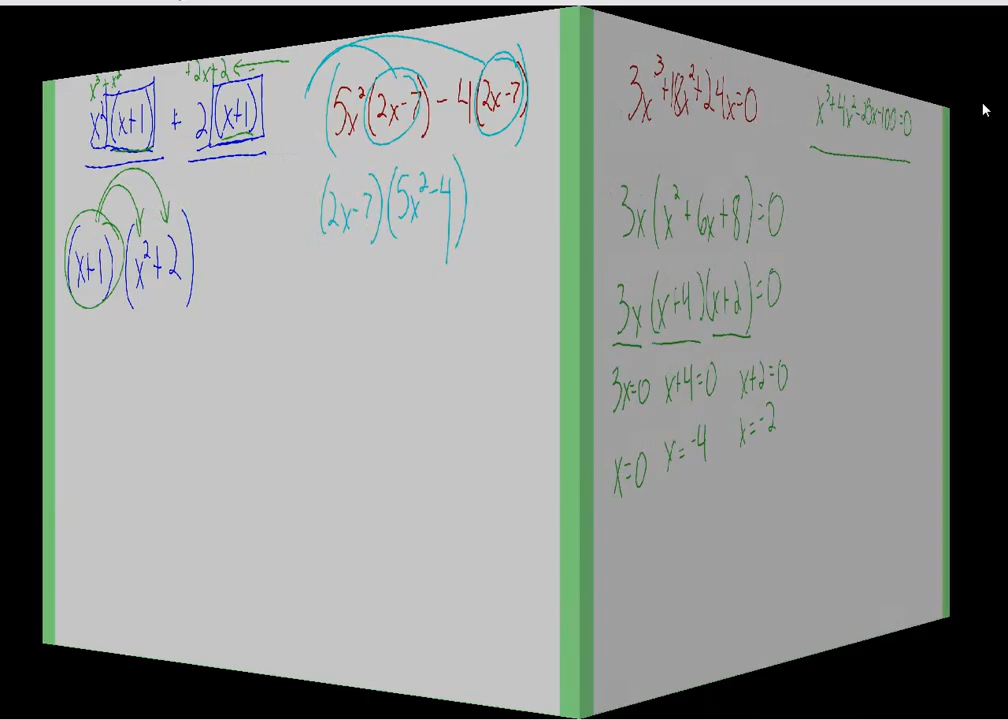 x³ + x² +2x+2
x²(x+1) + 2(x+1)
(x+1)(x²+2)
(5x²(2x-7) - 4(2x-7))
(2x-7)(5x²-4)
3x³+18x²+24x=0
3x(x²+6x+8)=0
3x(x+4)(x+2)=0
3x=0 x+4=0 x+2=0
x=0 x=-4 x=-2
x³+4x²-25x-100=0